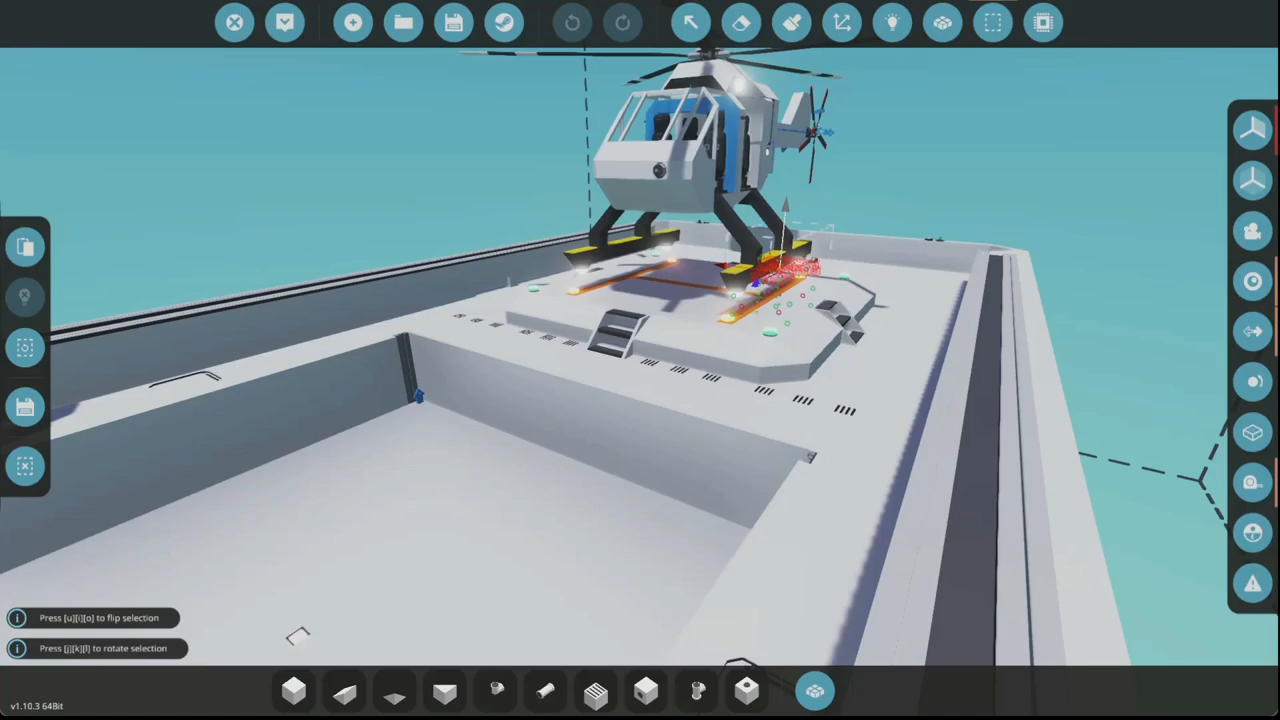 Press [u][i][o] to flip selection
Press [j][k][l] to rotate selection
v1.10.3 64Bit